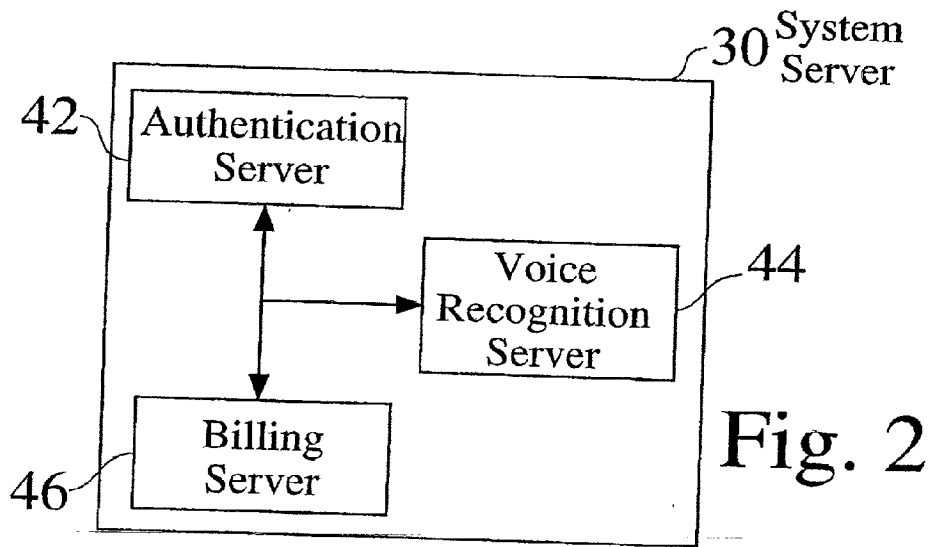 30 System
Server
42
Authentication
Server
Voice
Recognition
Server
44
Billing
Server
46
Fig. 2